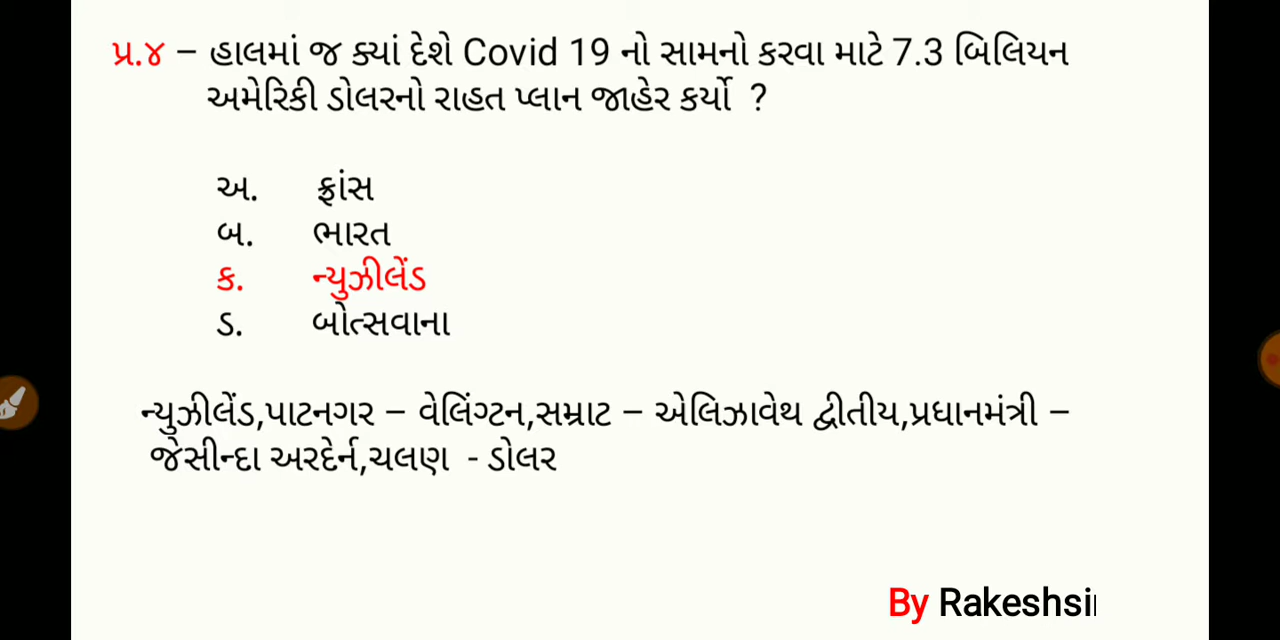 પ્ર.૪ – હાલમાં જ ક્યાં દેશે Covid 19 નો સામનો કરવા માટે 7.3 બિલિયન
અમેરિકી ડોલરનો રાહત પ્લાન જાહેર કર્યો ?
અ. ફ્રાંસ
બ. ભારત
ક. ન્યુઝીલેંડ
ડ. બોત્સવાના
ન્યુઝીલેંડ,પાટનગર – વેલિંગ્ટન,સમ્રાટ – એલિઝાવેથ દ્વીતીય,પ્રધાનમંત્રી –
જેસીન્દા અરદેર્ન,ચલણ - ડોલર
By Rakeshsi